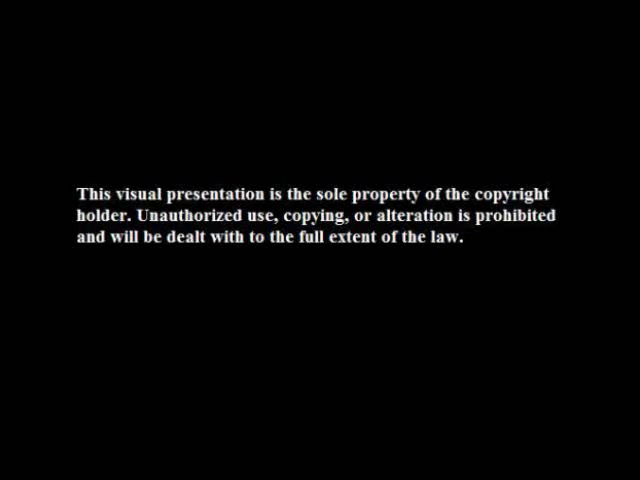 This visual presentation is the sole property of the copyright
holder. Unauthorized use, copying, or alteration is prohibited
and will be dealt with to the full extent of the law.